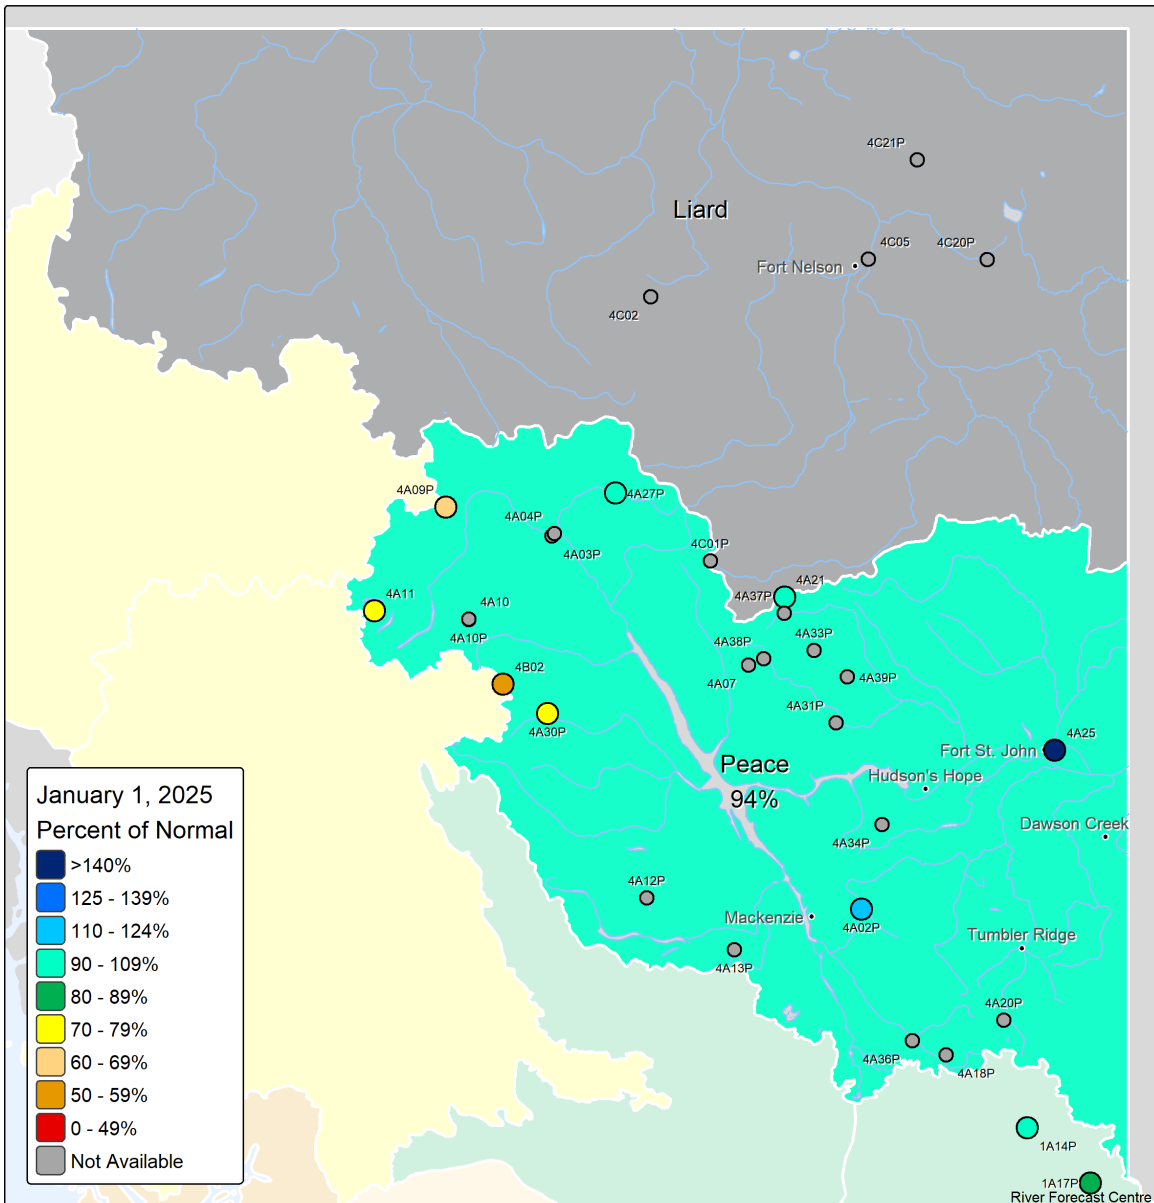 4C21P
Liard
4C05
4C20P
Fort Nelson
4C02
4A09P
4A27P
4A04P
4A03P
4C01P
4A21
4A37P
4A11
4A10
4A10P
4A33P
4A38P
4A07
4B02
4A39P
4A31P
4A30P
4A25
Fort St. John
Peace
94%
Hudson's Hope
Dawson Creek
4A34P
4A12P
Mackenzie
4A02P
Tumbler Ridge
4A13P
4A20P
4A36P
4A18P
1A14P
1A17P
River Forecast Centre
January 1, 2025
Percent of Normal
>140%
125 - 139%
110 - 124%
90 - 109%
80 - 89%
70 - 79%
60 - 69%
50 - 59%
0 - 49%
Not Available